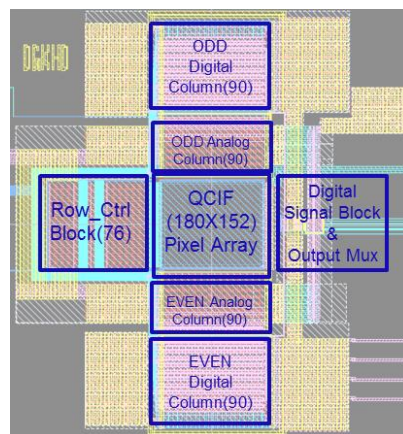 DGKHD
ODD
Digital
Column(90)
ODD Analog
Column(90)
Row_Ctrl
Block(76)
QCIF
(180X152)
Pixel Array
Digital
Signal Block
&
Output Mux
EVEN Analog
Column(90)
EVEN
Digital
Column(90)